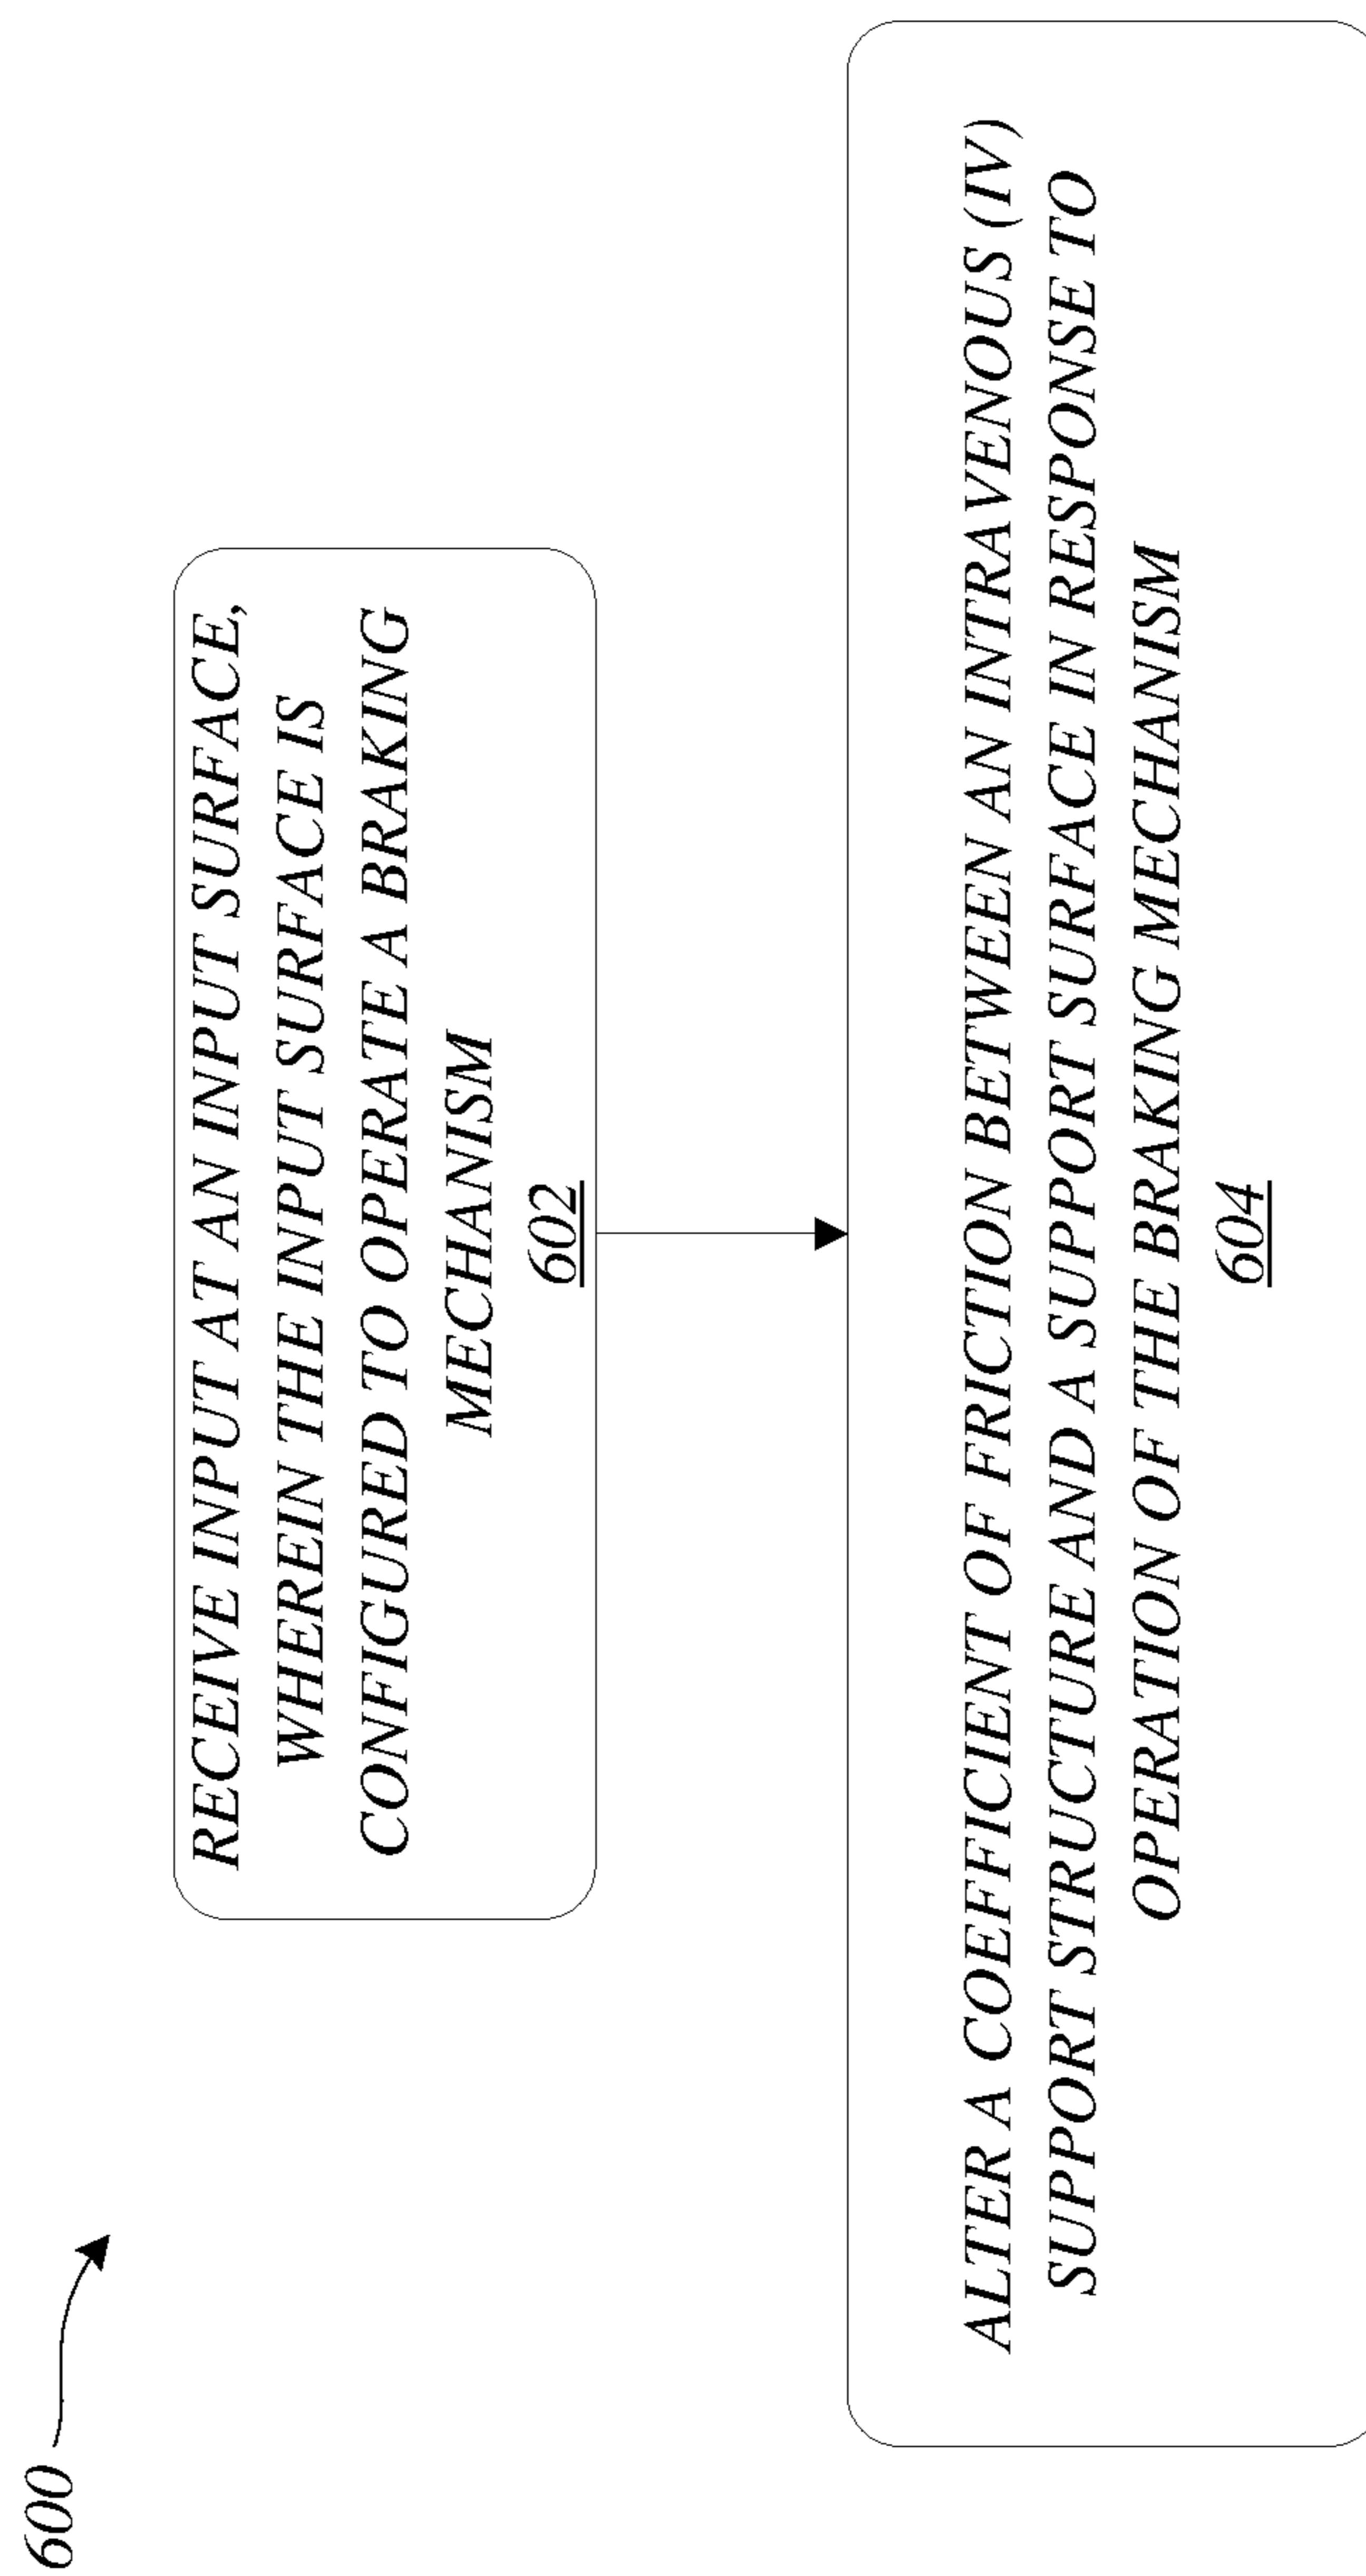 600
RECEIVE INPUT AT AN INPUT SURFACE,
WHEREIN THE INPUT SURFACE IS
CONFIGURED TO OPERATE A BRAKING
MECHANISM
602
ALTER A COEFFICIENT OF FRICTION BETWEEN AN INTRAVENOUS (IV)
SUPPORT STRUCTURE AND A SUPPORT SURFACE IN RESPONSE TO
OPERATION OF THE BRAKING MECHANISM
604